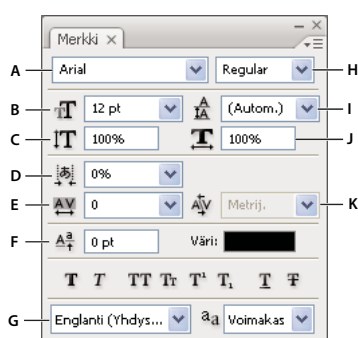 Merkki ×
A Arial Regular H
B 12 pt (Autom.) I
C 100% 100% J
D 0%
E 0 Metrij. K
F 0 pt Väri:
T T TT Tr T¹ T₁ T T
G Englanti (Yhdys... aa Voimakas